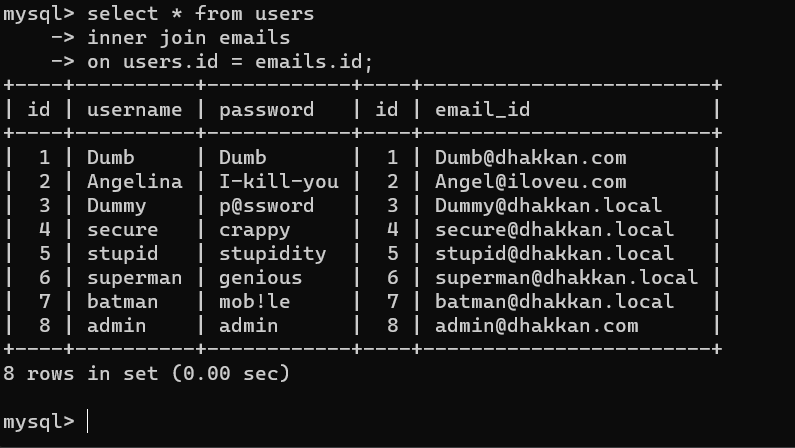 mysql> select * from users
    -> inner join emails
    -> on users.id = emails.id;
+----+----------+------------+----+------------------------+
| id | username | password   | id | email_id               |
+----+----------+------------+----+------------------------+
|  1 | Dumb     | Dumb       |  1 | Dumb@dhakkan.com       |
|  2 | Angelina | I-kill-you |  2 | Angel@iloveu.com       |
|  3 | Dummy    | p@ssword   |  3 | Dummy@dhakkan.local    |
|  4 | secure   | crappy     |  4 | secure@dhakkan.local   |
|  5 | stupid   | stupidity  |  5 | stupid@dhakkan.local   |
|  6 | superman | genious    |  6 | superman@dhakkan.local |
|  7 | batman   | mob!le     |  7 | batman@dhakkan.local   |
|  8 | admin    | admin      |  8 | admin@dhakkan.com      |
+----+----------+------------+----+------------------------+
8 rows in set (0.00 sec)

mysql>